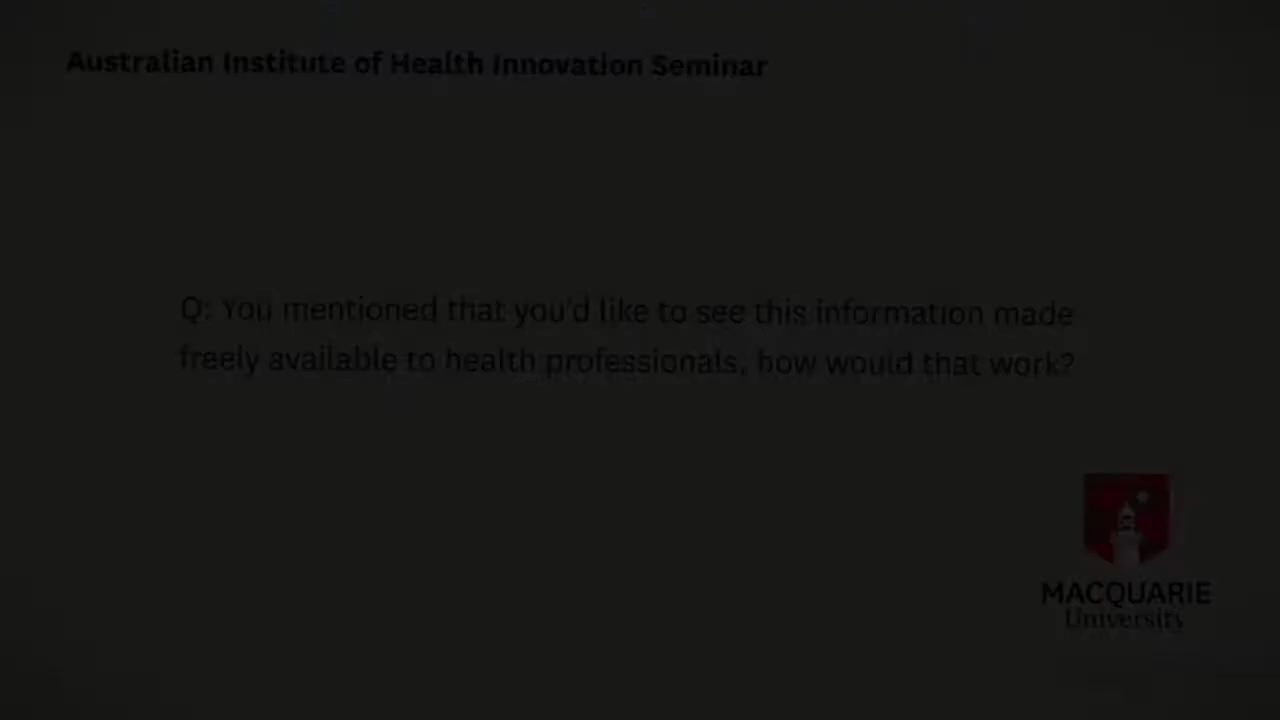 Australian Institute of Health Innovation Seminar
Q: You mentioned that you'd like to see this information made
freely available to health professionals, how would that work?
MACQUARIE
University